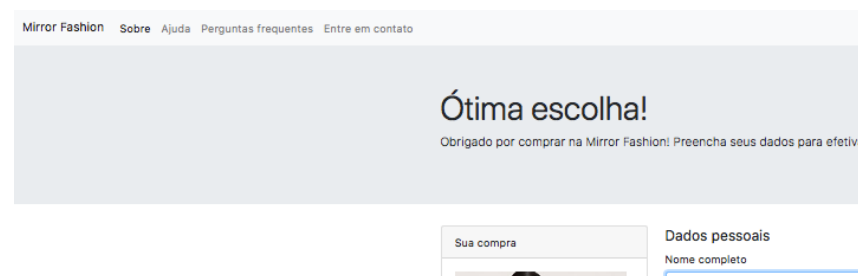 Mirror Fashion Sobre Ajuda Perguntas frequentes Entre em contato
Ótima escolha!
Obrigado por comprar na Mirror Fashion! Preencha seus dados para
Sua compra
Dados pessoais
Nome completo